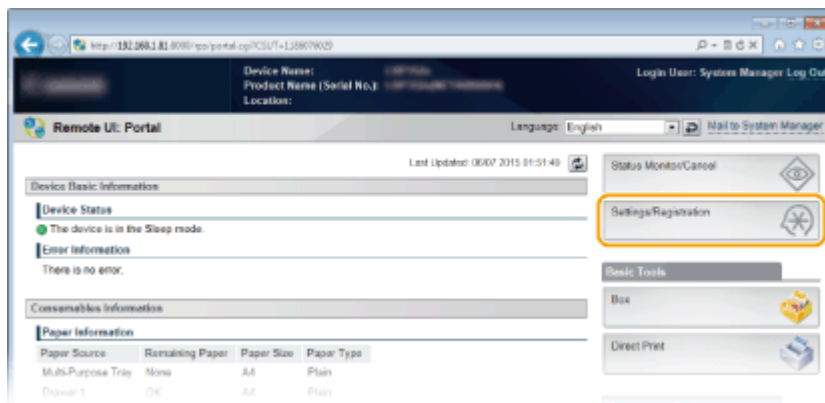 http://192.168.1.81:8000/rps/portal.cgi?CSUT=1186076029
Device Name:
Product Name (Serial No.):
Location:
Login User: System Manager Log Out
Remote UI: Portal
Language: English
Mail to System Manager
Last Updated: 06/07 2015 01:51:49
Device Basic Information
Device Status
The device is in the Sleep mode.
Error Information
There is no error.
Consumables Information
Paper Information
Paper Source Remaining Paper Paper Size Paper Type
Multi-Purpose Tray None A4 Plain
Drawer 1 OK A4 Plain
Status Monitor/Cancel
Settings/Registration
Basic Tools
Box
Direct Print